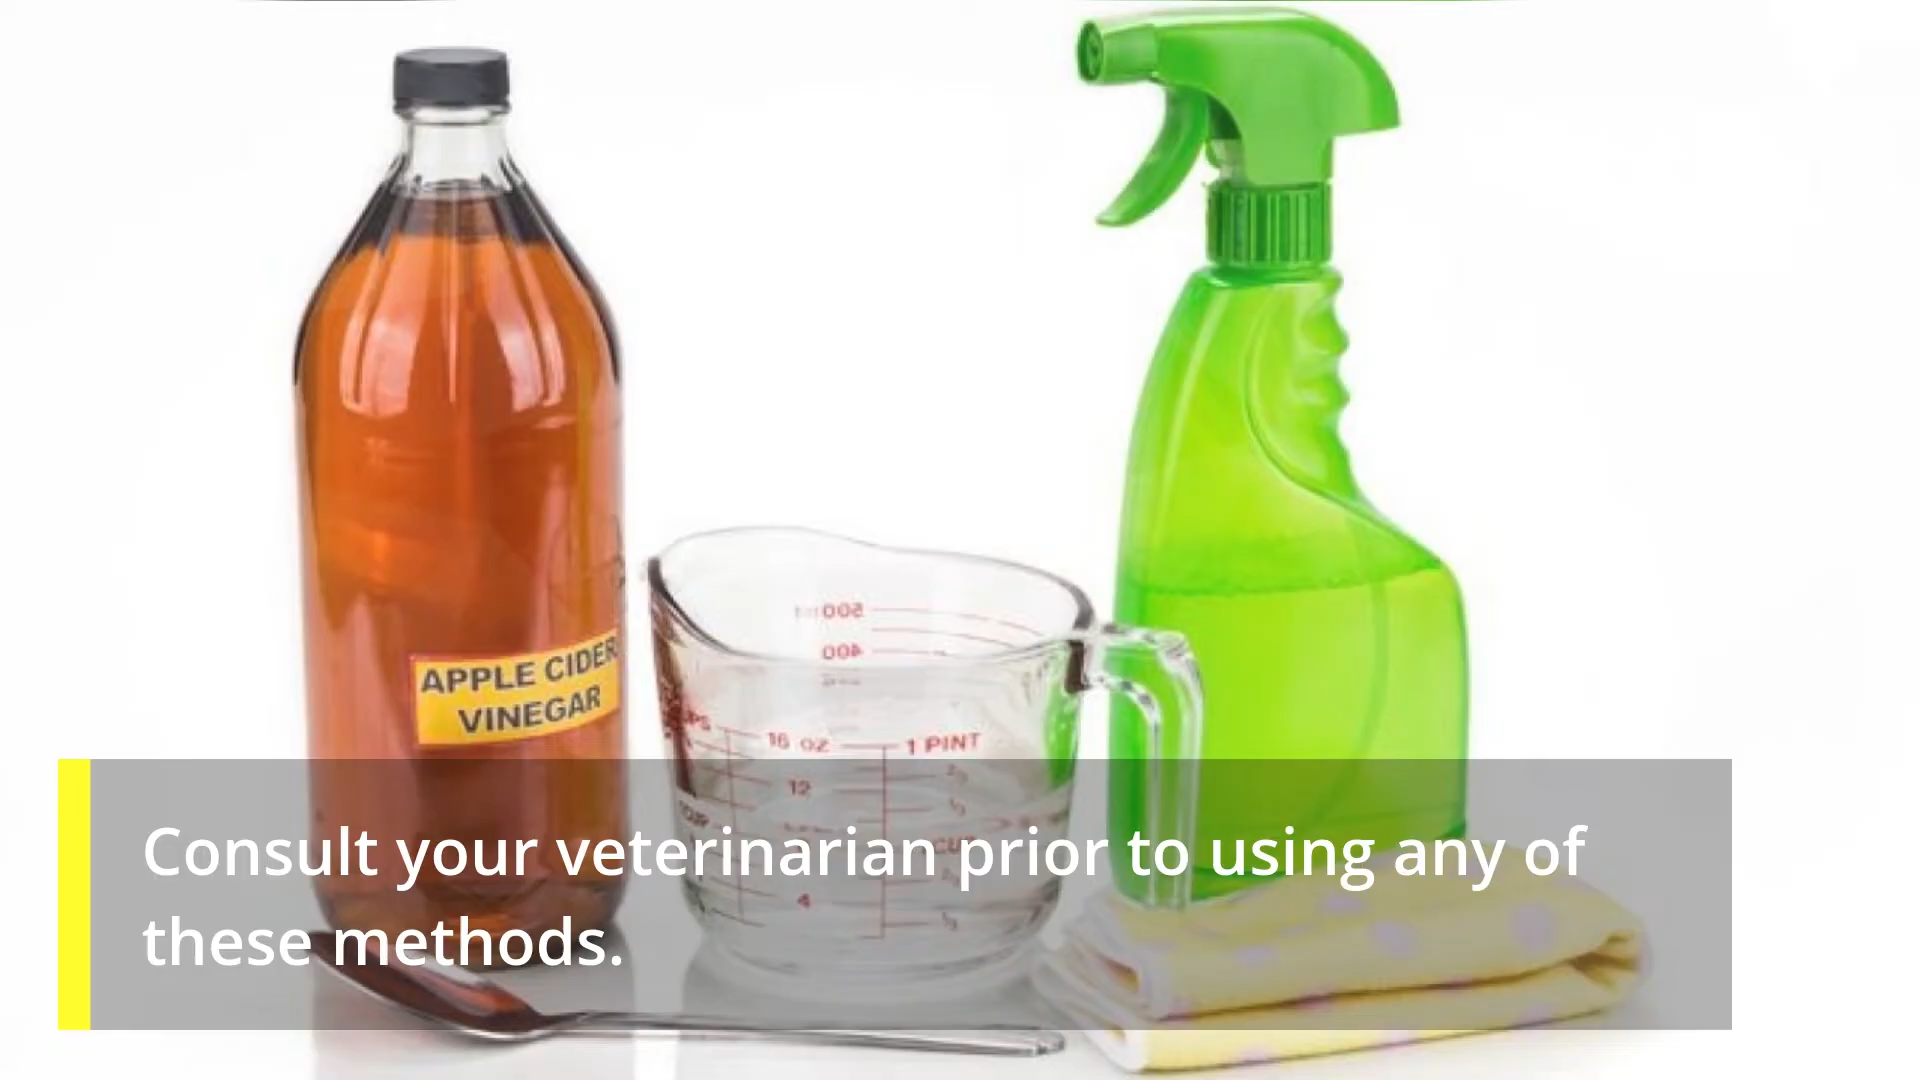 APPLE CIDER
VINEGAR
500
400
16 OZ
1 PINT
12
4
Consult your veterinarian prior to using any of
these methods.